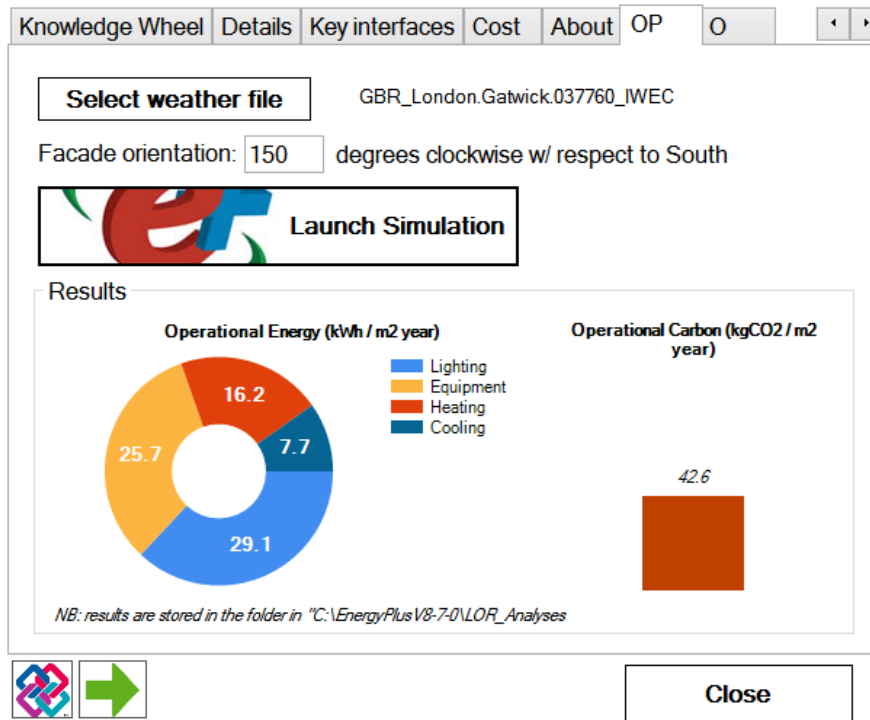 Knowledge Wheel Details Key interfaces Cost About OP O
Select weather file GBR_London.Gatwick.037760_IWEC
Facade orientation: 150 degrees clockwise w/ respect to South
Launch Simulation
Results
Operational Energy (kWh / m2 year)
Lighting
Equipment
Heating
Cooling
16.2
25.7
7.7
29.1
Operational Carbon (kgCO2 / m2
year)
42.6
NB: results are stored in the folder in "C:\EnergyPlusV8-7-0\LOR_Analyses
Close